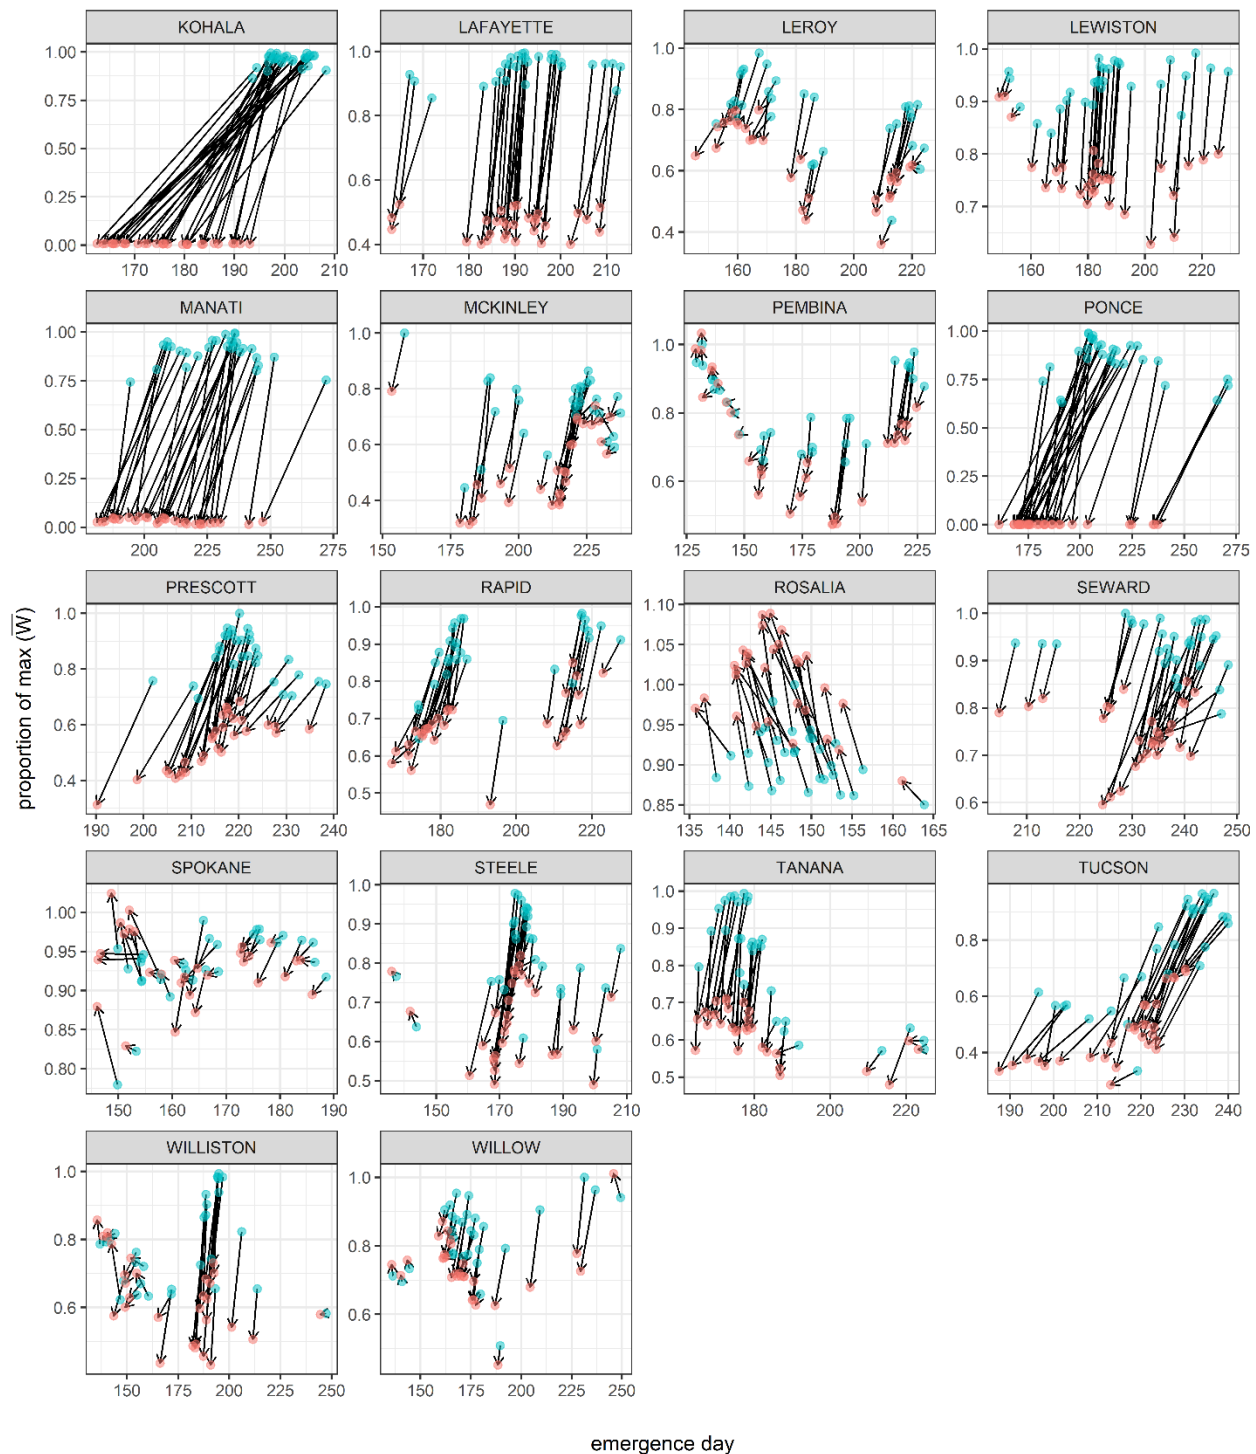 KOHALA LAFAYETTE LEROY LEWISTON
1.00 0.75 0.50 0.25 0.00
170 180 190 200 210
1.0 0.8 0.6 0.4
170 180 190 200 210
1.0 0.8 0.6 0.4
160 180 200 220
1.0 0.9 0.8 0.7
160 180 200 220
MANATI MCKINLEY PEMBINA PONCE
1.00 0.75 0.50 0.25 0.00
200 225 250 275
1.0 0.8 0.6 0.4
150 175 200 225
1.0 0.8 0.6
125 150 175 200 225
1.00 0.75 0.50 0.25 0.00
175 200 225 250 275
PRESCOTT RAPID ROSALIA SEWARD
1.0 0.8 0.6 0.4
190 200 210 220 230 240
1.0 0.9 0.8 0.7 0.6 0.5
180 200 220
1.10 1.05 1.00 0.95 0.90 0.85
135 140 145 150 155 160 165
1.0 0.9 0.8 0.7 0.6
210 220 230 240 250
SPOKANE STEELE TANANA TUCSON
1.00 0.95 0.90 0.85 0.80
150 160 170 180 190
1.0 0.9 0.8 0.7 0.6 0.5
150 160 170 180 190 200 210
1.0 0.9 0.8 0.7 0.6 0.5
180 200 220
0.8 0.6 0.4
190 200 210 220 230 240
WILLISTON WILLOW
1.0 0.8 0.6
125 150 175 200 225 250
1.0 0.8 0.6 0.4
150 175 200 225 250
proportion of max (W̅)
emergence day